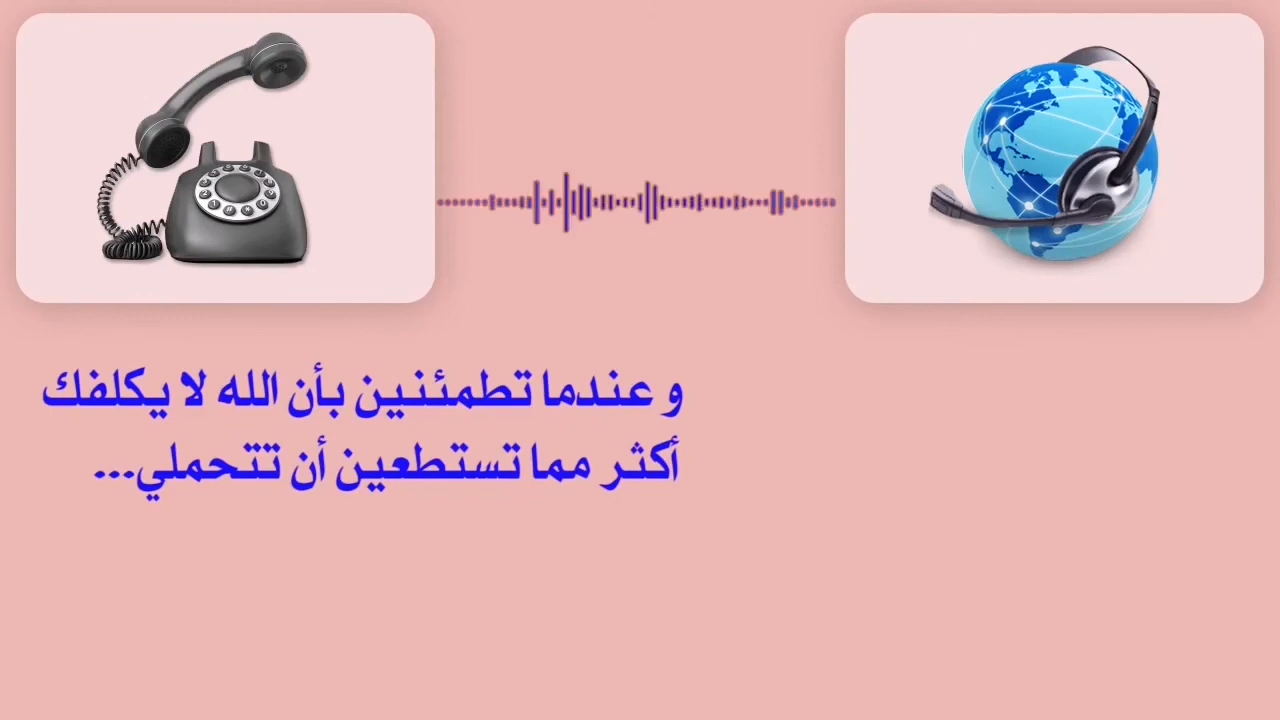 و عندما تطمئنين بأن الله لا يكلفك
أكثر مما تستطعين أن تتحملي...